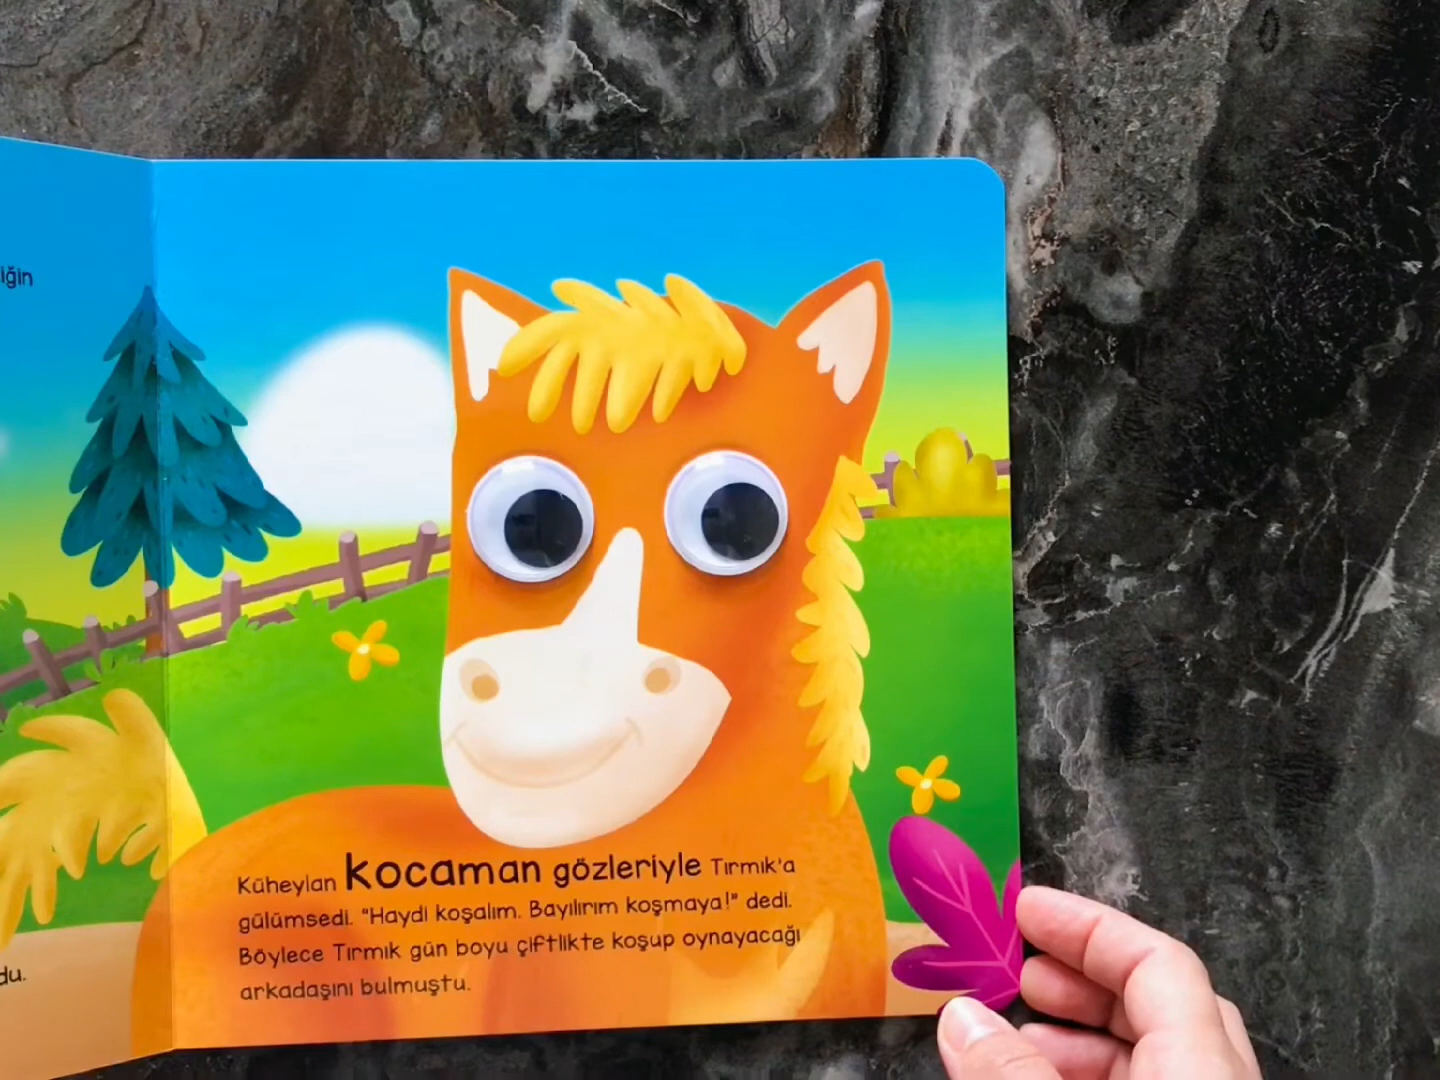 iğin
du.
Küheylan kocaman gözleriyle Tırmık'a
gülümsedi. "Haydi koşalım. Bayılırım koşmaya!" dedi.
Böylece Tırmık gün boyu çiftlikte koşup oynayacağı
arkadaşını bulmuştu.